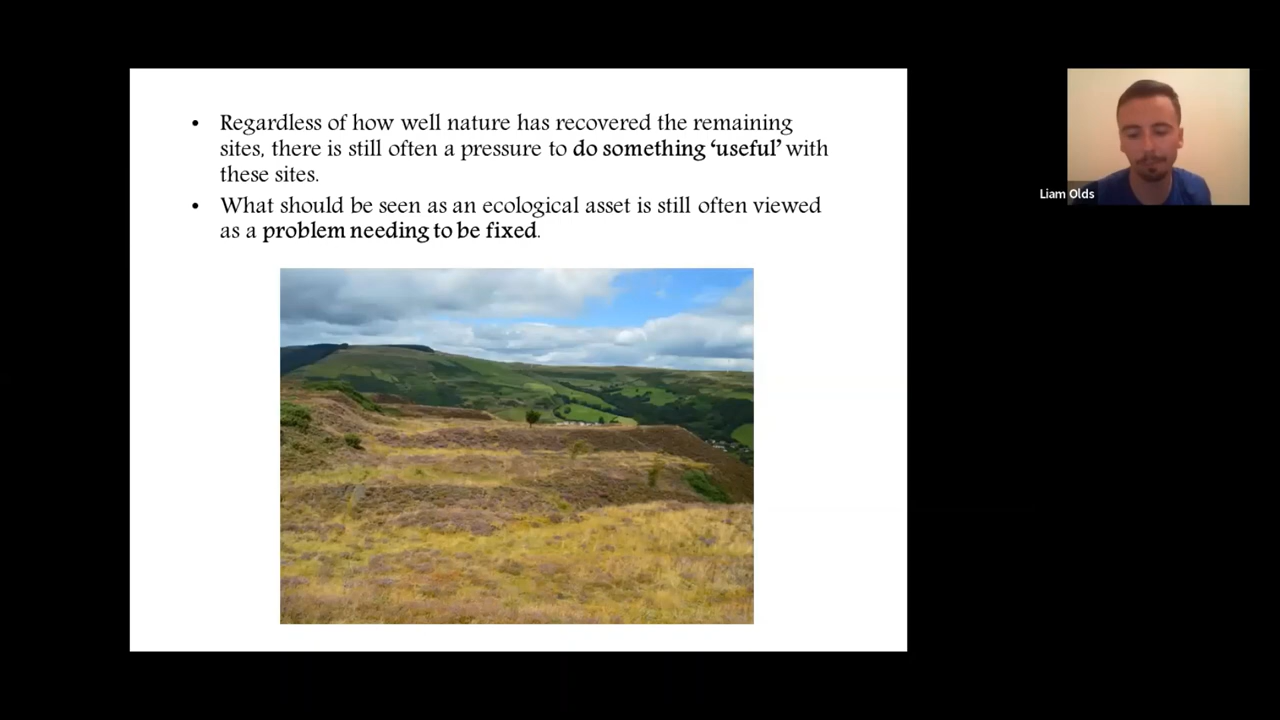 • Regardless of how well nature has recovered the remaining
sites, there is still often a pressure to do something ‘useful’ with
these sites.
• What should be seen as an ecological asset is still often viewed
as a problem needing to be fixed.
Liam Olds